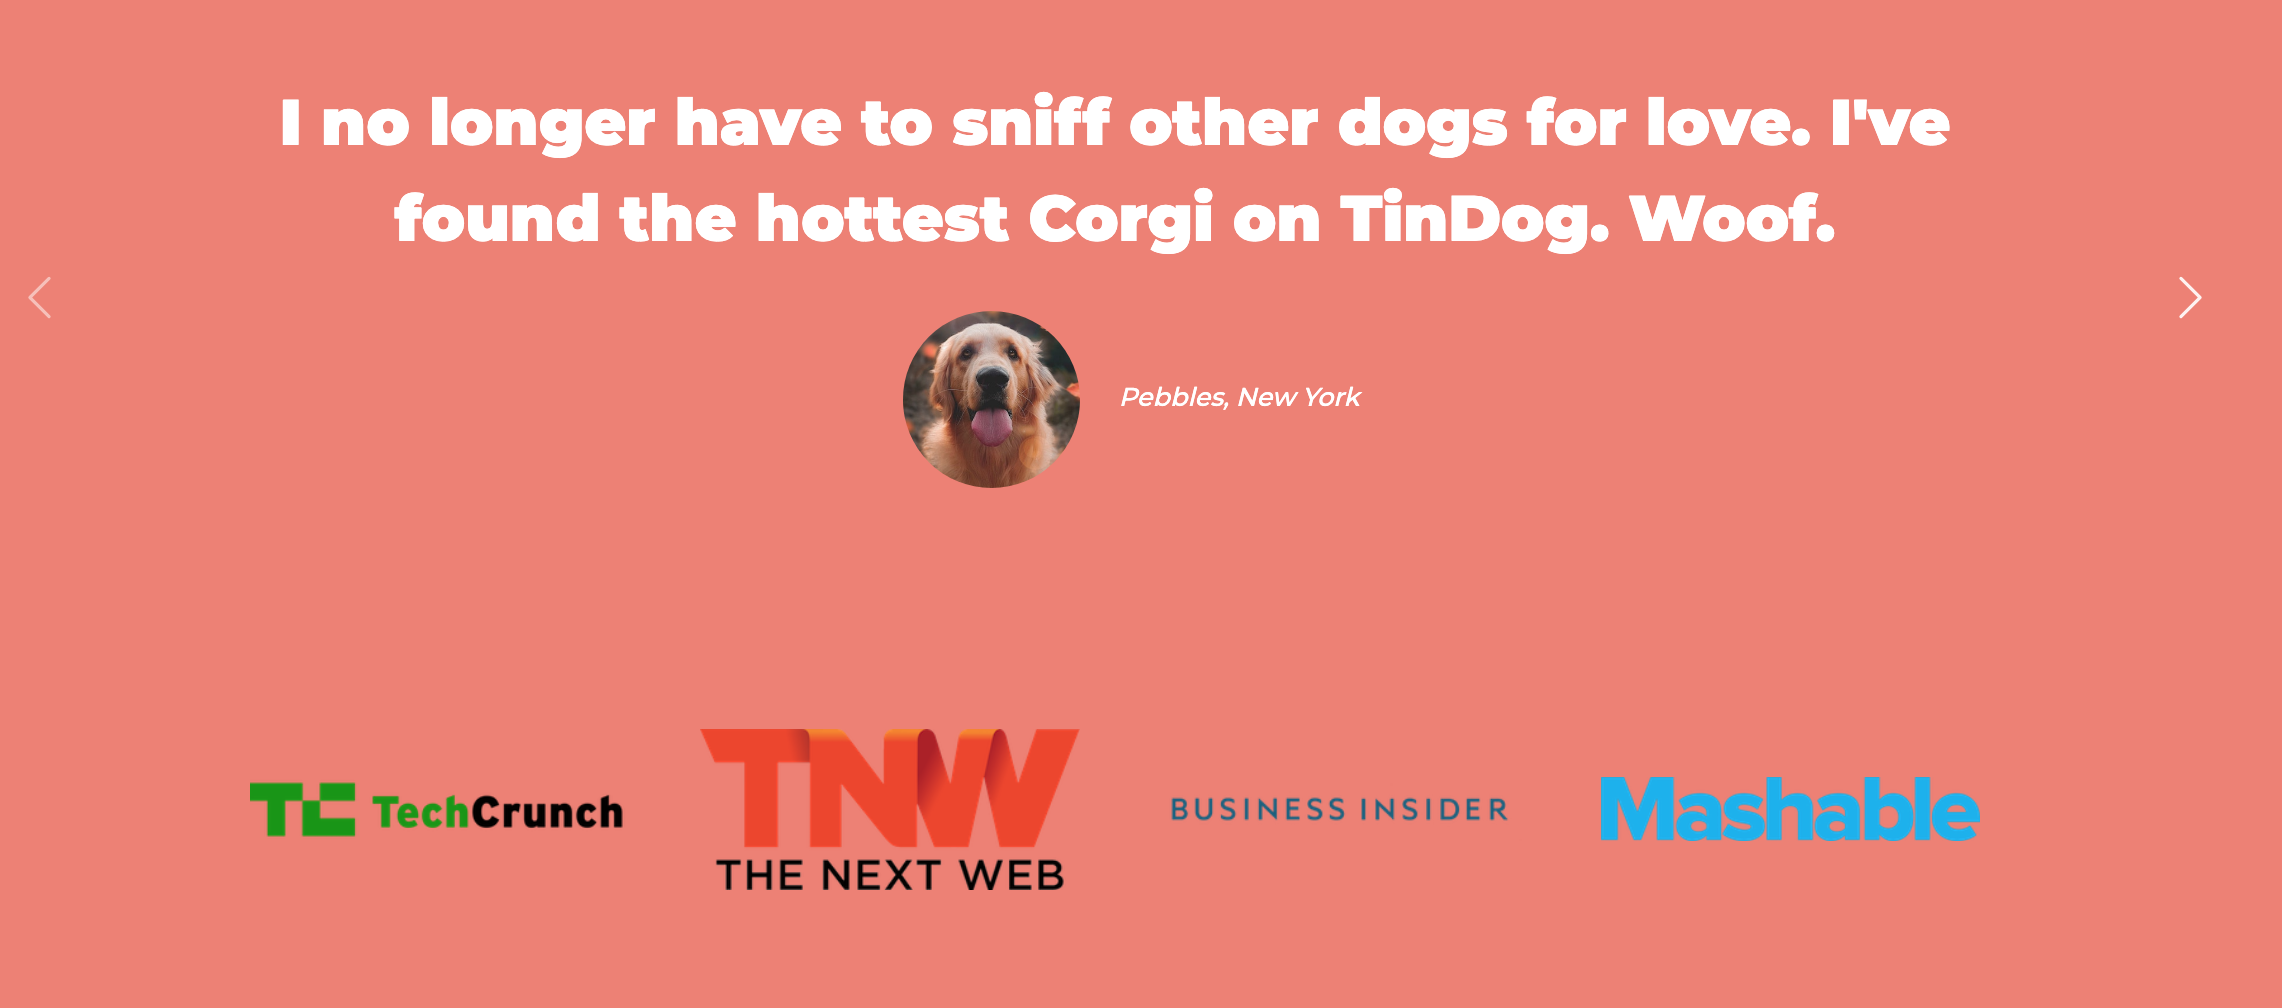 I no longer have to sniff other dogs for love. I've
found the hottest Corgi on TinDog. Woof.
Pebbles, New York
TC TechCrunch
TNW
THE NEXT WEB
BUSINESS INSIDER
Mashable